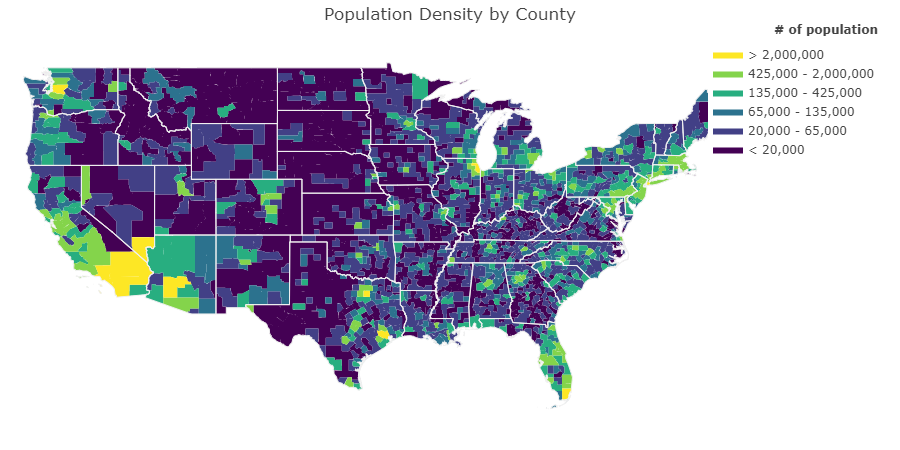 Population Density by County
# of population
> 2,000,000
425,000 - 2,000,000
135,000 - 425,000
65,000 - 135,000
20,000 - 65,000
< 20,000